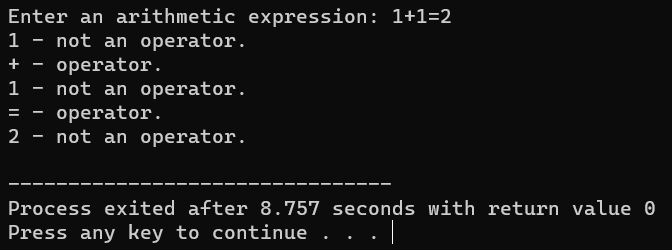 Enter an arithmetic expression: 1+1=2
1 - not an operator.
+ - operator.
1 - not an operator.
= - operator.
2 - not an operator.
--------------------------------
Process exited after 8.757 seconds with return value 0
Press any key to continue . . .